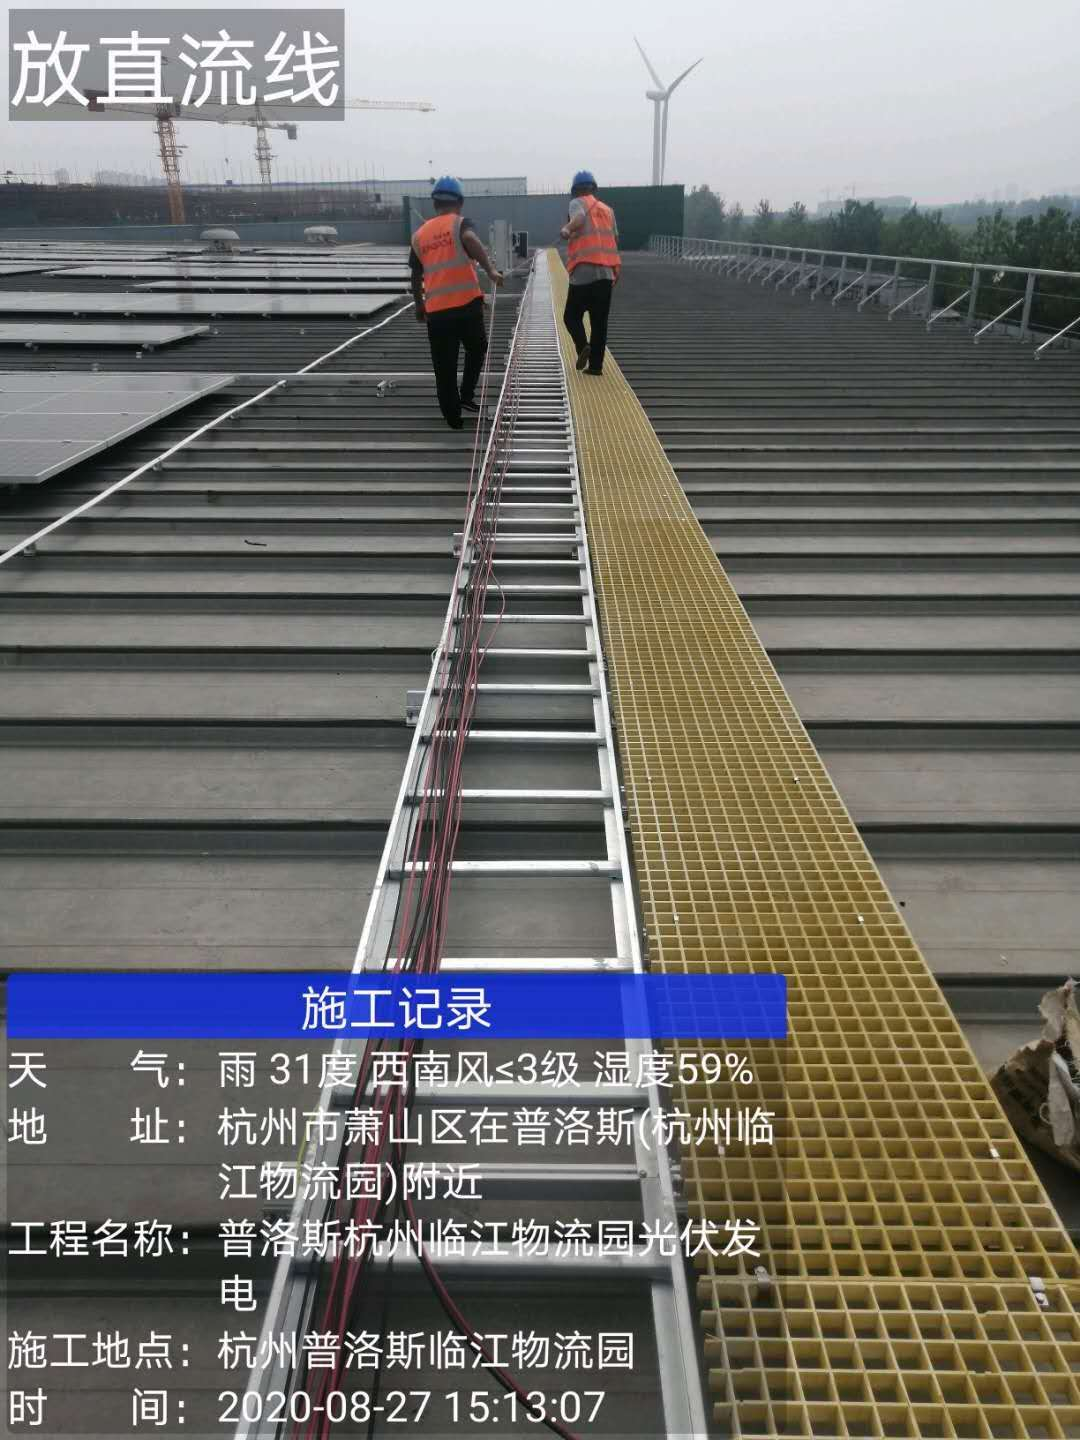 放直流线
施工记录
天 气：雨 31度 西南风≤3级 湿度59%
地 址：杭州市萧山区在普洛斯(杭州临
江物流园)附近
工程名称：普洛斯杭州临江物流园光伏发
电
施工地点：杭州普洛斯临江物流园
时 间：2020-08-27 15:13:07